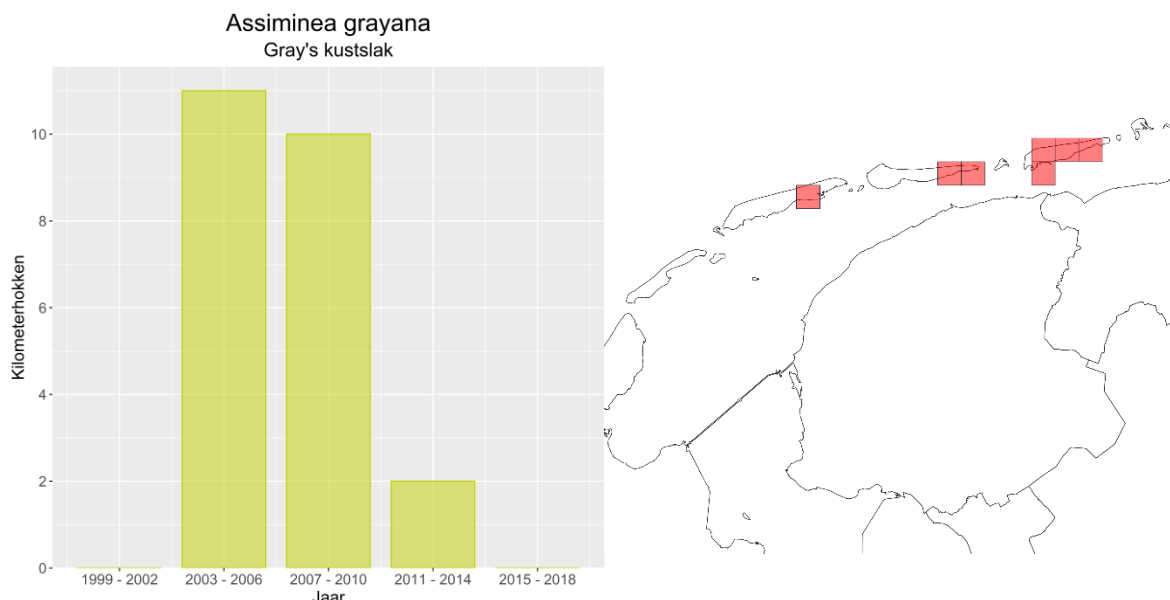 Assiminea grayana
Gray's kustslak
Kilometerhokken
10
8
6
4
2
0
1999 - 2002 2003 - 2006 2007 - 2010 2011 - 2014 2015 - 2018
Jaar